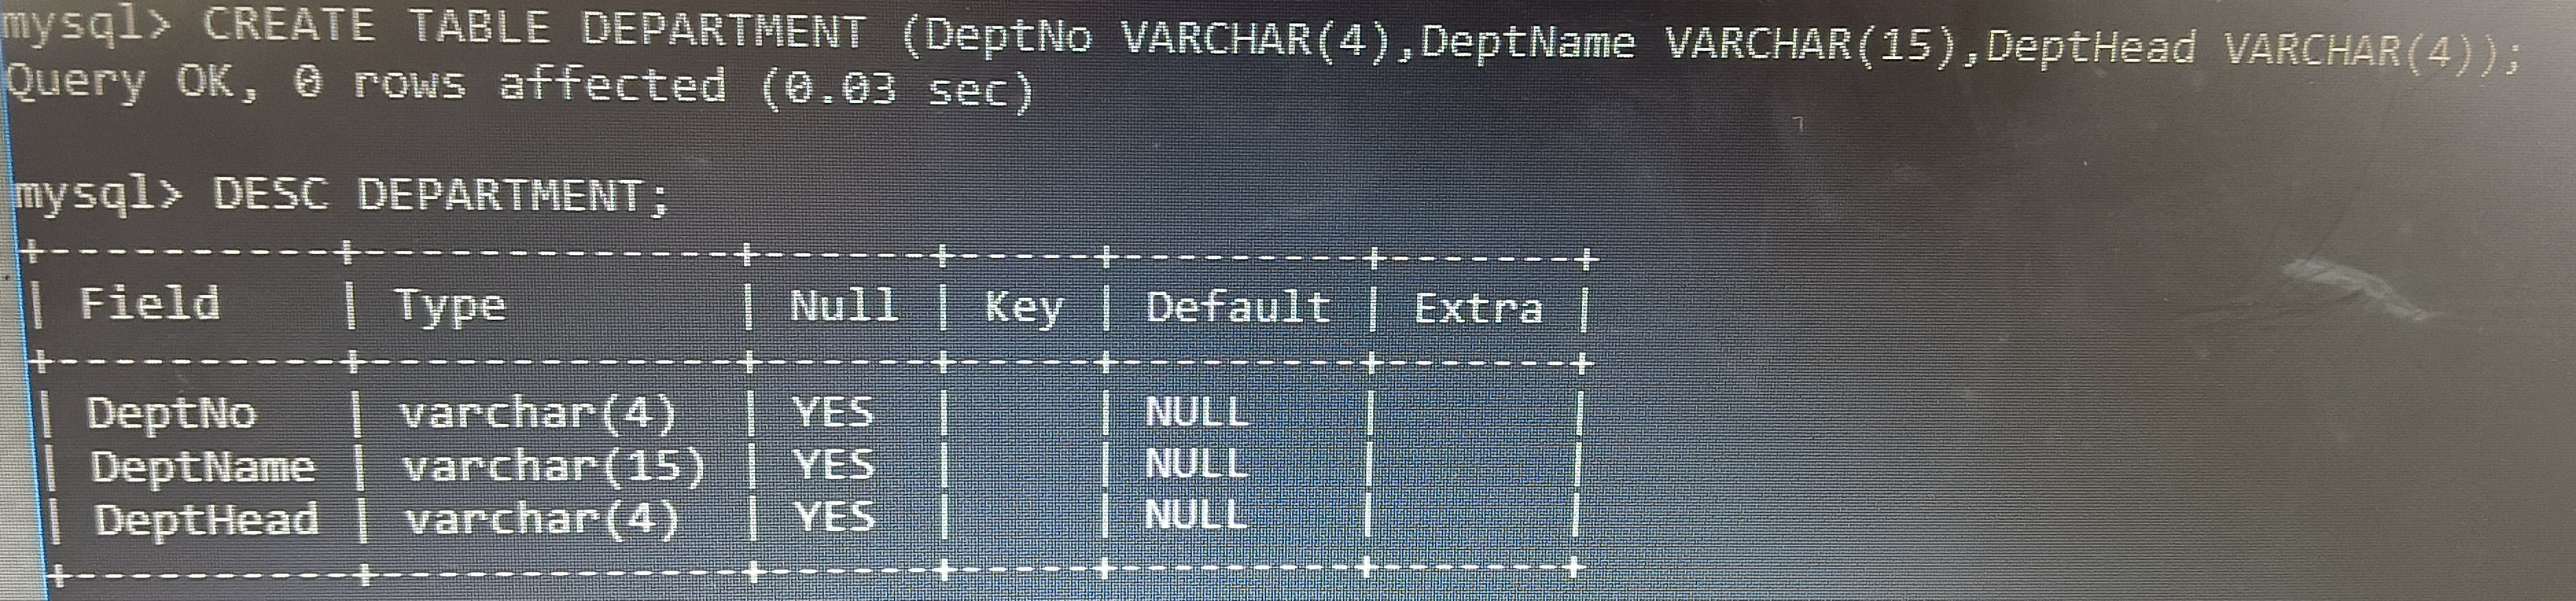 mysql> CREATE TABLE DEPARTMENT (DeptNo VARCHAR(4),DeptName VARCHAR(15),DeptHead VARCHAR(4));
Query OK, 0 rows affected (0.03 sec)
mysql> DESC DEPARTMENT;
+----------+-------------+------+-----+---------+-------+
| Field    | Type        | Null | Key | Default | Extra |
+----------+-------------+------+-----+---------+-------+
| DeptNo   | varchar(4)  | YES  |     | NULL    |       |
| DeptName | varchar(15) | YES  |     | NULL    |       |
| DeptHead | varchar(4)  | YES  |     | NULL    |       |
+----------+-------------+------+-----+---------+-------+